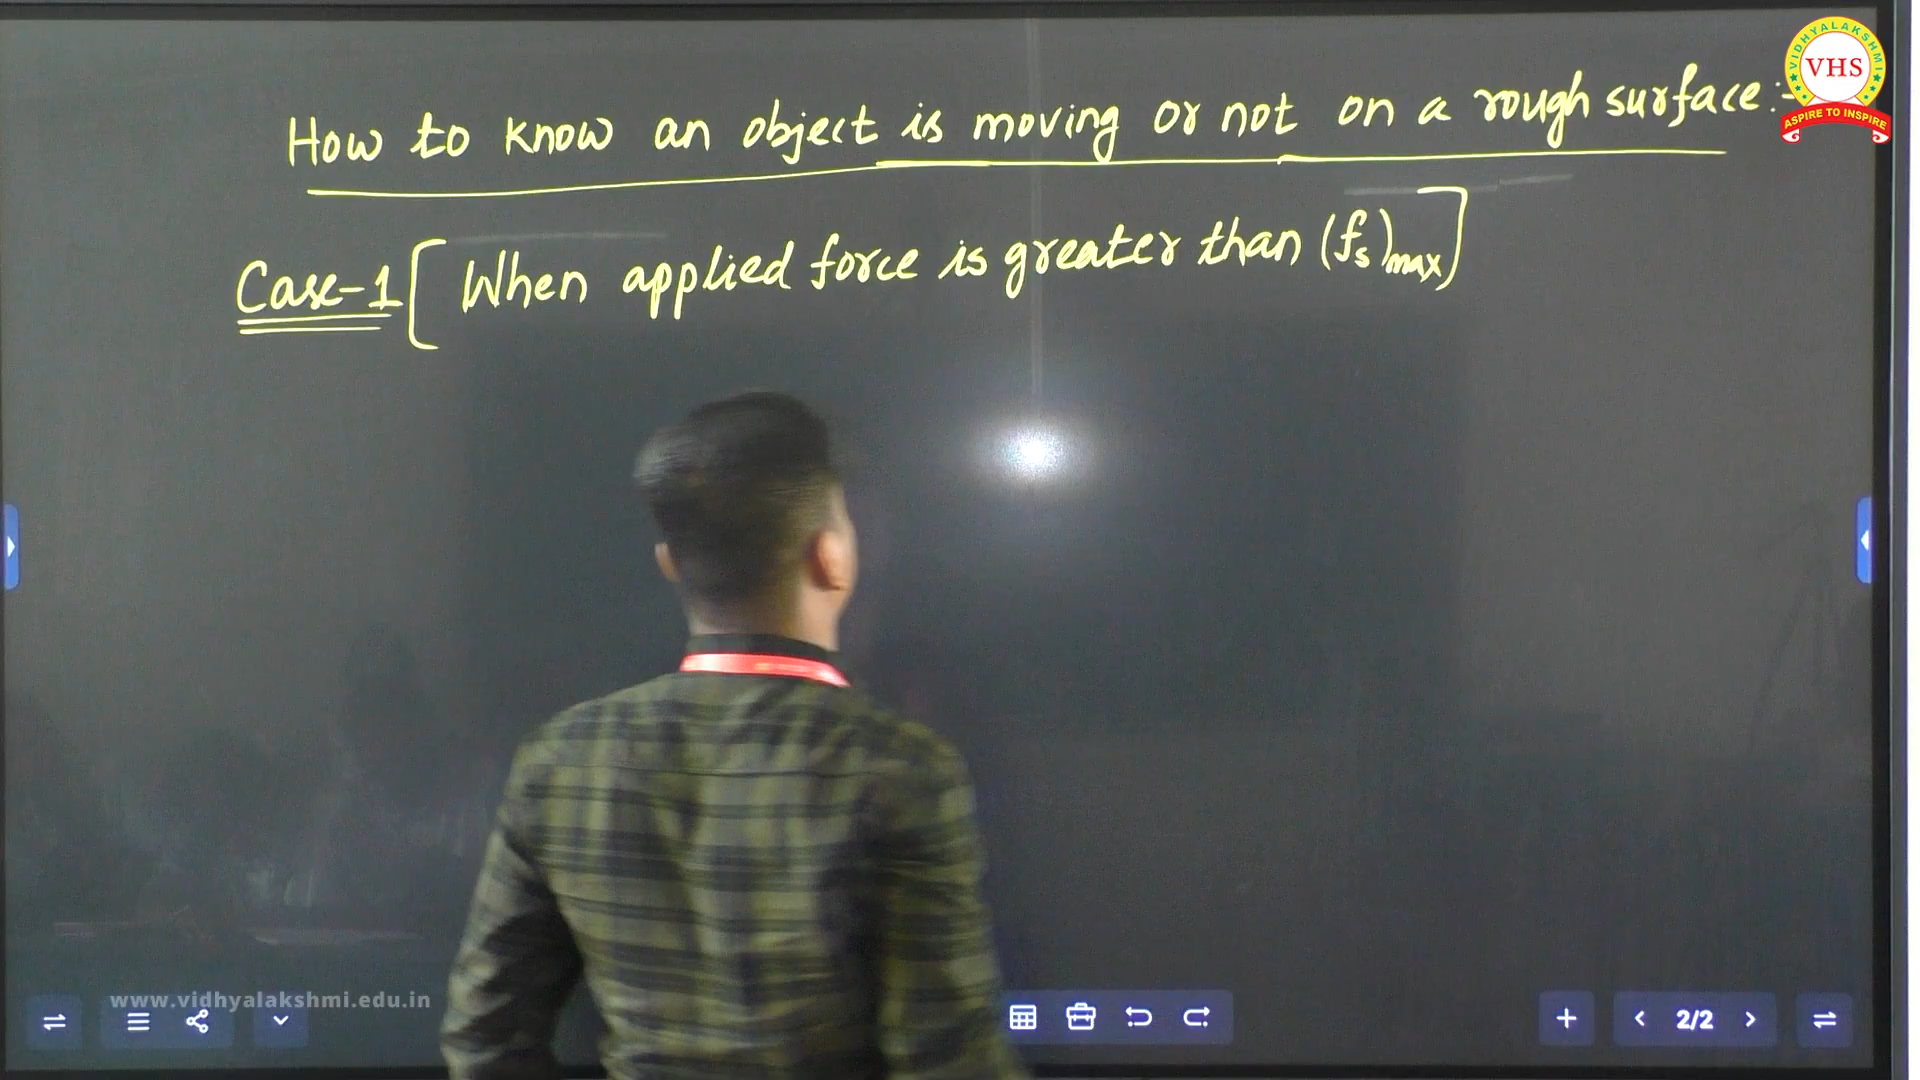 How to know an object is moving or not on a rough surface:-
Case-1 [When applied force is greater than (fs)max]
VIDHYALAKSHMI
VHS
ASPIRE TO INSPIRE
www.vidhyalakshmi.edu.in
2/2